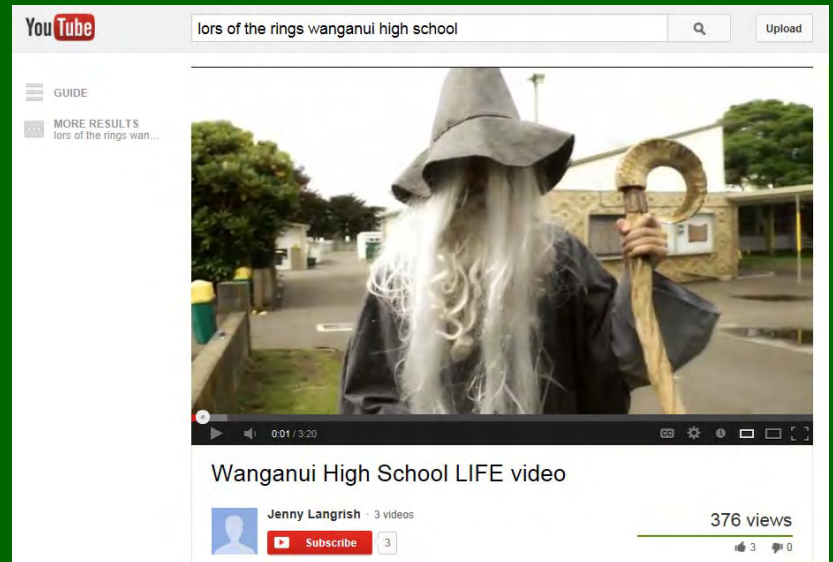 YouTube
lors of the rings wanganui high school
Upload
GUIDE
MORE RESULTS
lors of the rings wan...
0:01 / 3:20
CC
Wanganui High School LIFE video
Jenny Langrish · 3 videos
Subscribe 3
376 views
3 0